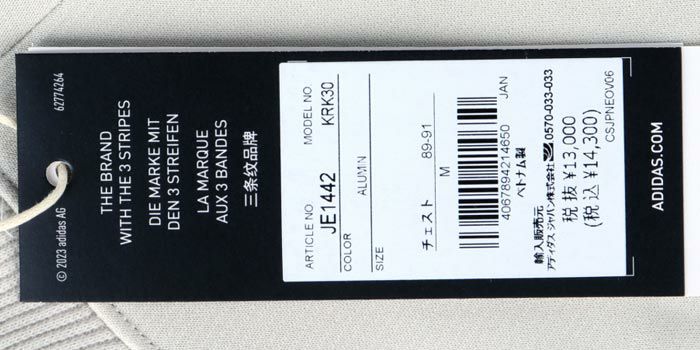 62774264
THE BRAND
WITH THE 3 STRIPES
DIE MARKE MIT
DEN 3 STREIFEN
LA MARQUE
AUX 3 BANDES
三条纹品牌
© 2023 adidas AG
ARTICLE NO
MODEL NO.
JE1442
KRK30
COLOR
ALUMIN
SIZE
チェスト 89-91
M
JAN
4067894214650
ベトナム製
輸入販売元
アディダス ジャパン株式会社 0570-033-033
税 抜 ¥13,000
(税 込 ¥14,300)
CSJPNEOV06
ADIDAS.COM